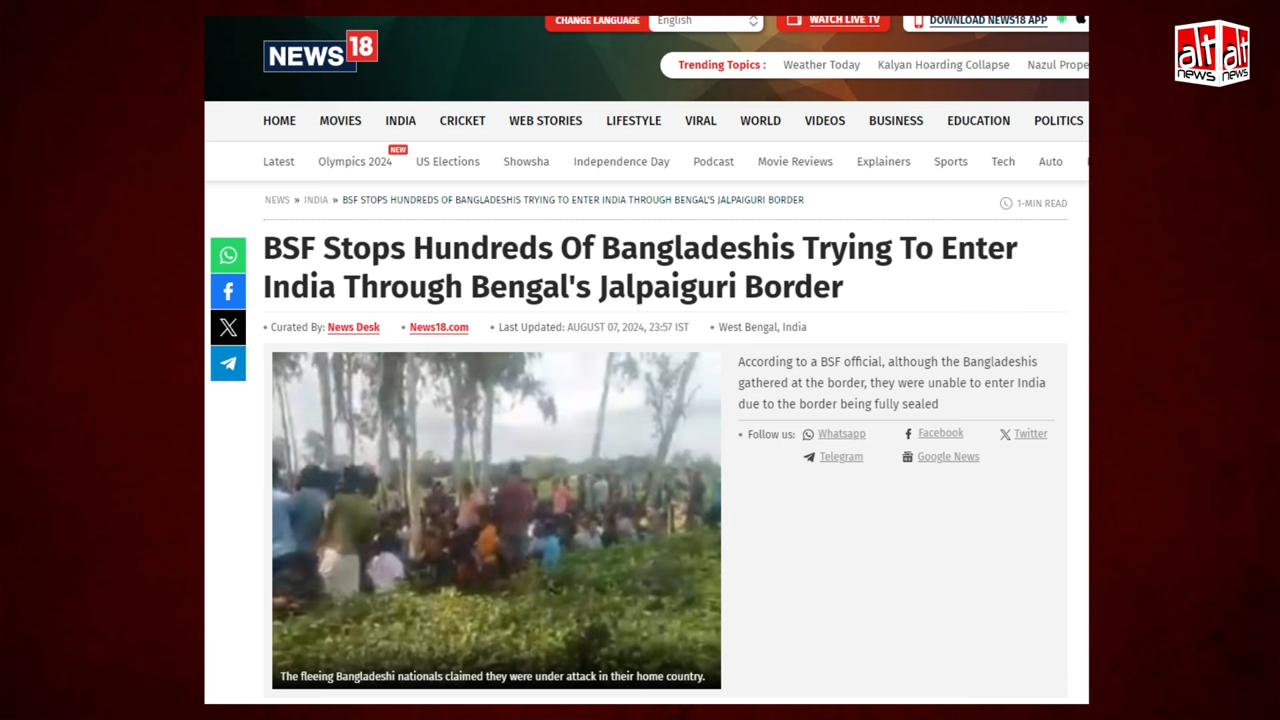 CHANGE LANGUAGE English WATCH LIVE TV DOWNLOAD NEWS18 APP
NEWS 18
alt alt
news news
Trending Topics : Weather Today Kalyan Hoarding Collapse Nazul Prope
HOME MOVIES INDIA CRICKET WEB STORIES LIFESTYLE VIRAL WORLD VIDEOS BUSINESS EDUCATION POLITICS
NEW
Latest Olympics 2024 US Elections Showsha Independence Day Podcast Movie Reviews Explainers Sports Tech Auto
NEWS » INDIA » BSF STOPS HUNDREDS OF BANGLADESHIS TRYING TO ENTER INDIA THROUGH BENGAL'S JALPAIGURI BORDER
1-MIN READ
BSF Stops Hundreds Of Bangladeshis Trying To Enter
India Through Bengal's Jalpaiguri Border
• Curated By: News Desk • News18.com • Last Updated: AUGUST 07, 2024, 23:57 IST • West Bengal, India
According to a BSF official, although the Bangladeshis
gathered at the border, they were unable to enter India
due to the border being fully sealed
• Follow us: Whatsapp Facebook Twitter
Telegram Google News
The fleeing Bangladeshi nationals claimed they were under attack in their home country.